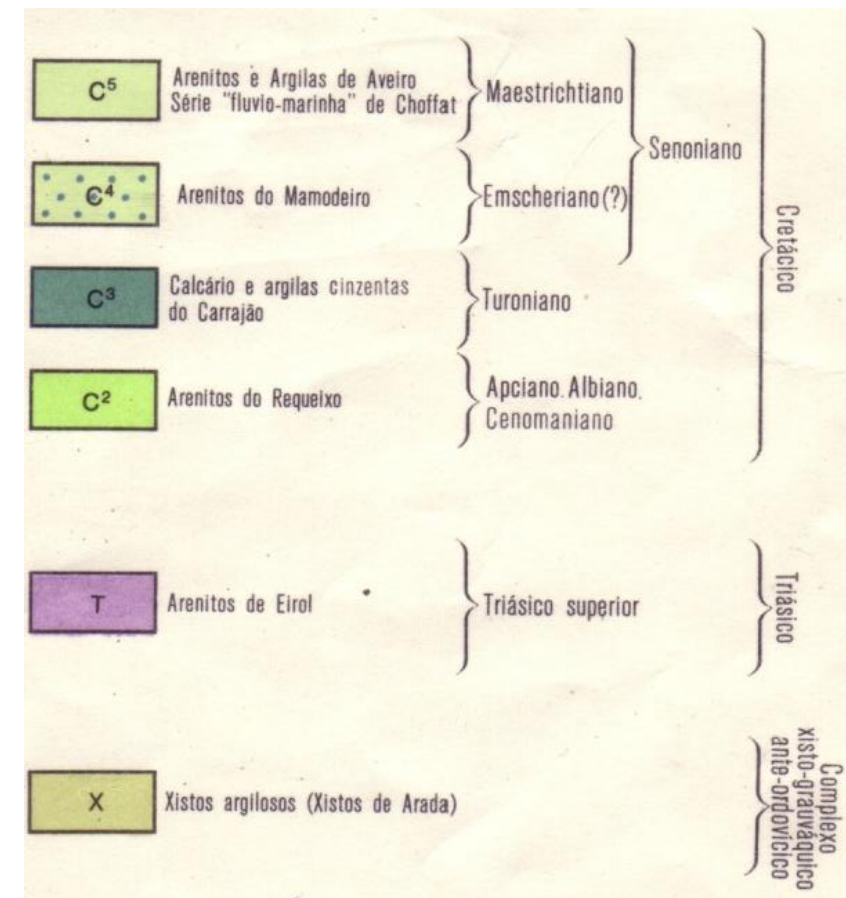 C⁵
Arenitos e Argilas de Aveiro
Série "fluvio-marinha" de Choffat
Maestrichtiano
Senoniano
C⁴
Arenitos do Mamodeiro
Emscheriano(?)
Cretácico
C³
Calcário e argilas cinzentas
do Carrajão
Turoniano
C²
Arenitos do Requeixo
Apciano. Albiano.
Cenomaniano
T
Arenitos de Eirol
Triásico superior
Triásico
X
Xistos argilosos (Xistos de Arada)
Complexo
xisto-grauváquico
ante-ordovícico